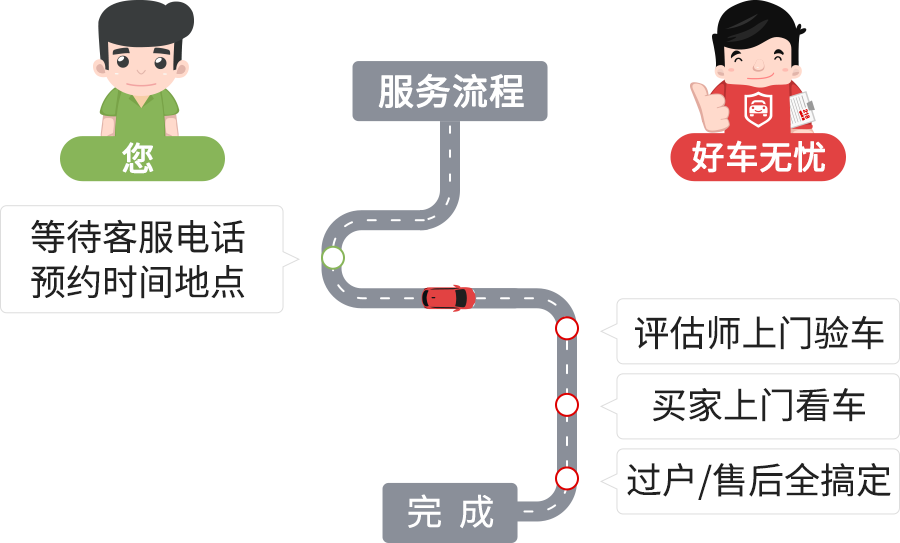 服务流程
您
好车无忧
等待客服电话
预约时间地点
评估师上门验车
买家上门看车
过户/售后全搞定
完 成